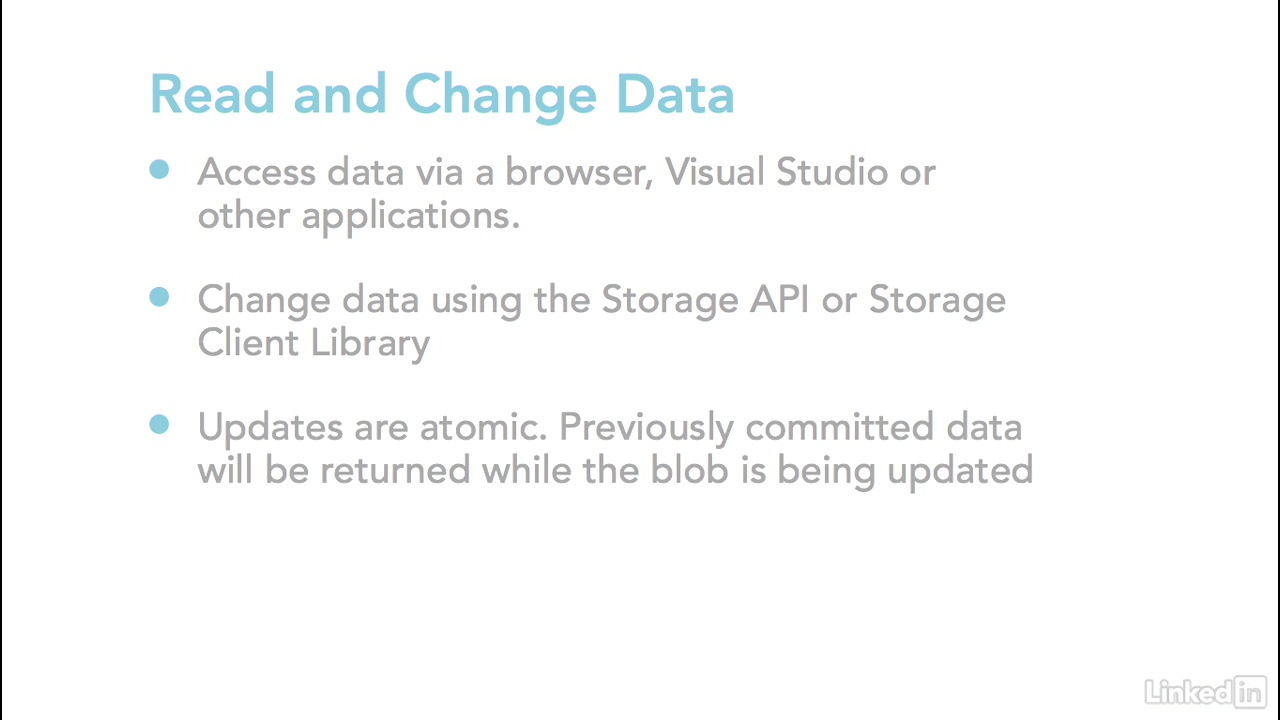 Read and Change Data
Access data via a browser, Visual Studio or
other applications.
Change data using the Storage API or Storage
Client Library
Updates are atomic. Previously committed data
will be returned while the blob is being updated
Linked in